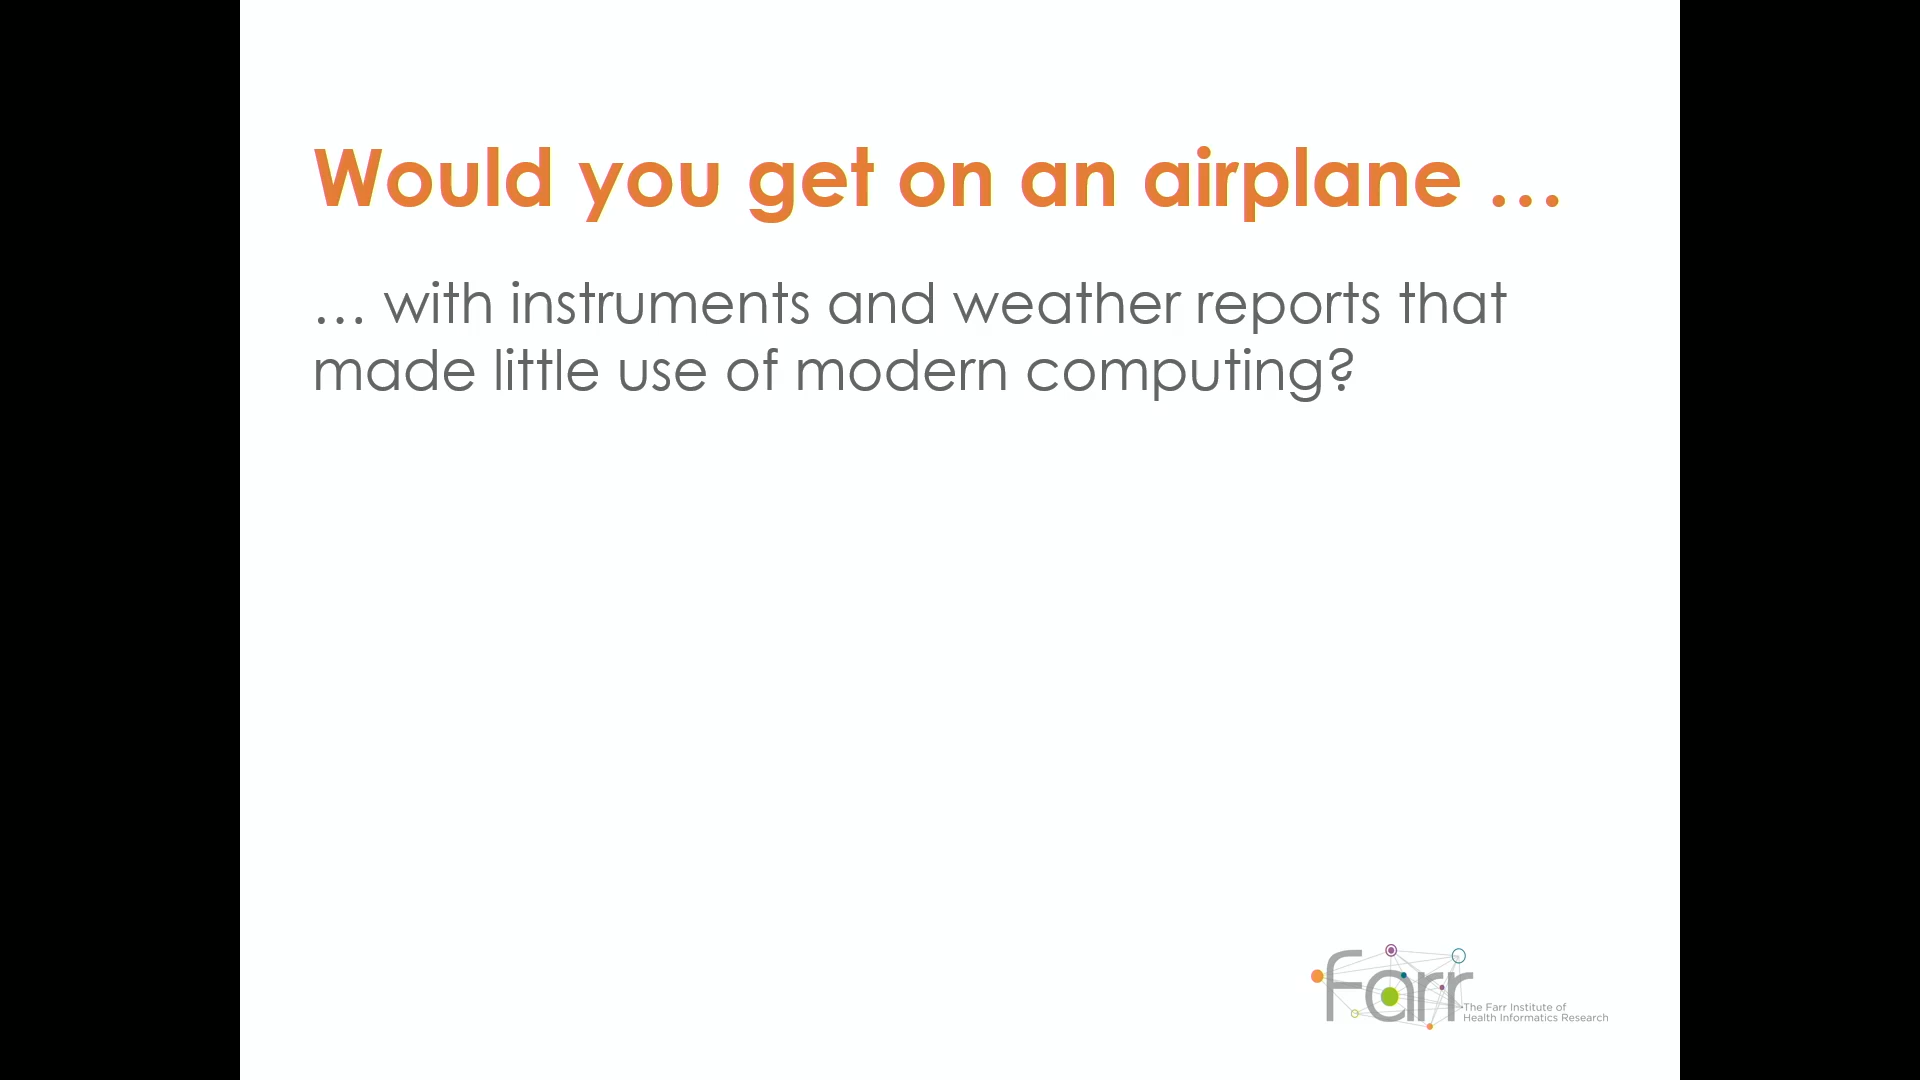 Would you get on an airplane …
… with instruments and weather reports that
made little use of modern computing?
farr
The Farr Institute of
Health Informatics Research